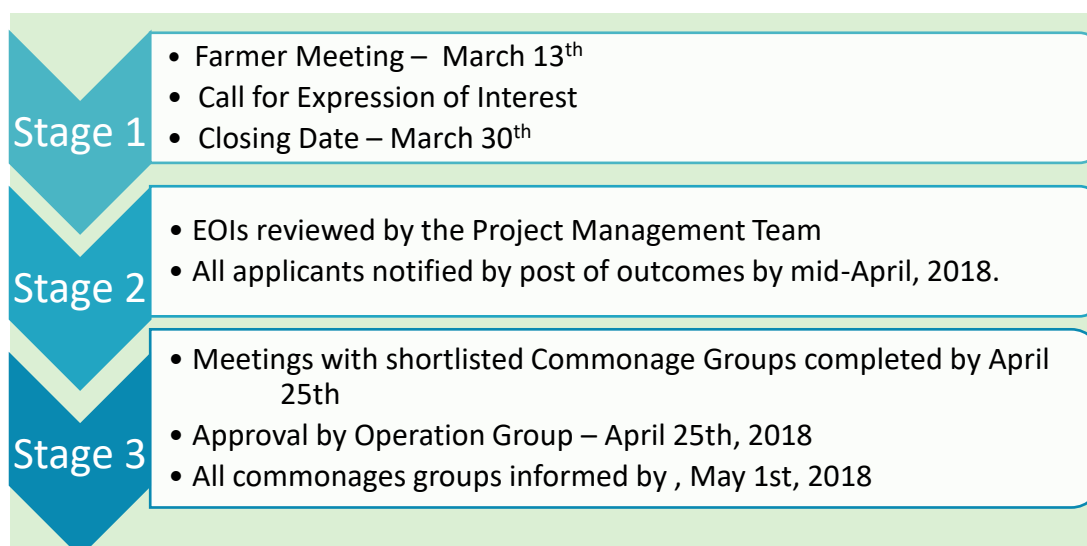 Stage 1
• Farmer Meeting – March 13th
• Call for Expression of Interest
• Closing Date – March 30th
Stage 2
• EOIs reviewed by the Project Management Team
• All applicants notified by post of outcomes by mid-April, 2018.
Stage 3
• Meetings with shortlisted Commonage Groups completed by April
25th
• Approval by Operation Group – April 25th, 2018
• All commonages groups informed by , May 1st, 2018